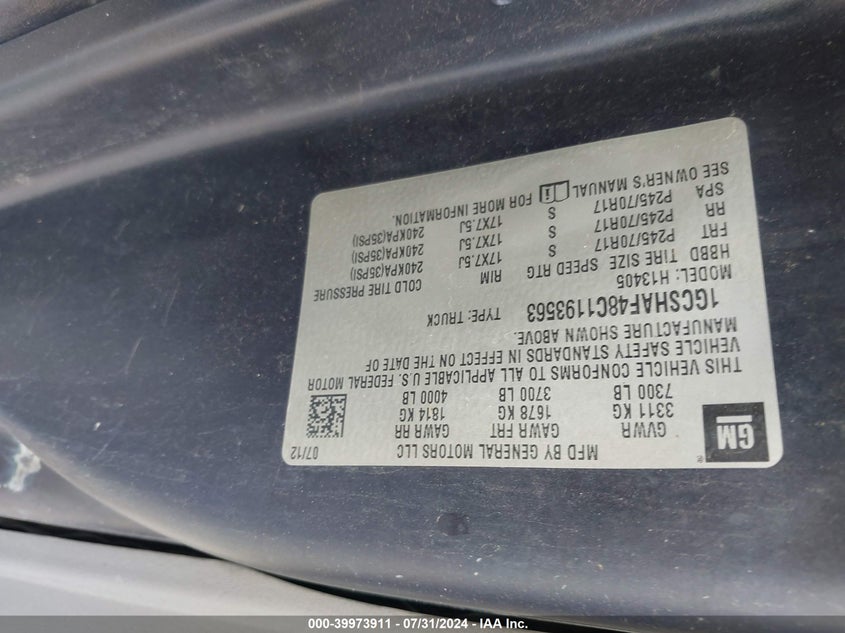 GM
MFD BY GENERAL MOTORS LLC 07/12
GVWR GAWR FRT GAWR RR
3311 KG 1678 KG 1814 KG
7300 LB 3700 LB 4000 LB
THIS VEHICLE CONFORMS TO ALL APPLICABLE U.S. FEDERAL MOTOR
VEHICLE SAFETY STANDARDS IN EFFECT ON THE DATE OF
MANUFACTURE SHOWN ABOVE.
1GCSHAF48C1193563 TYPE: TRUCK
MODEL: H13405
HBBD TIRE SIZE SPEED RTG RIM COLD TIRE PRESSURE
FRT P245/70R17 S 17X7.5J 240KPA(35PSI)
RR P245/70R17 S 17X7.5J 240KPA(35PSI)
SPA P245/70R17 S 17X7.5J 240KPA(35PSI)
SEE OWNER'S MANUAL FOR MORE INFORMATION.
000-39973911 / 07/31/2024 - IAA Inc.